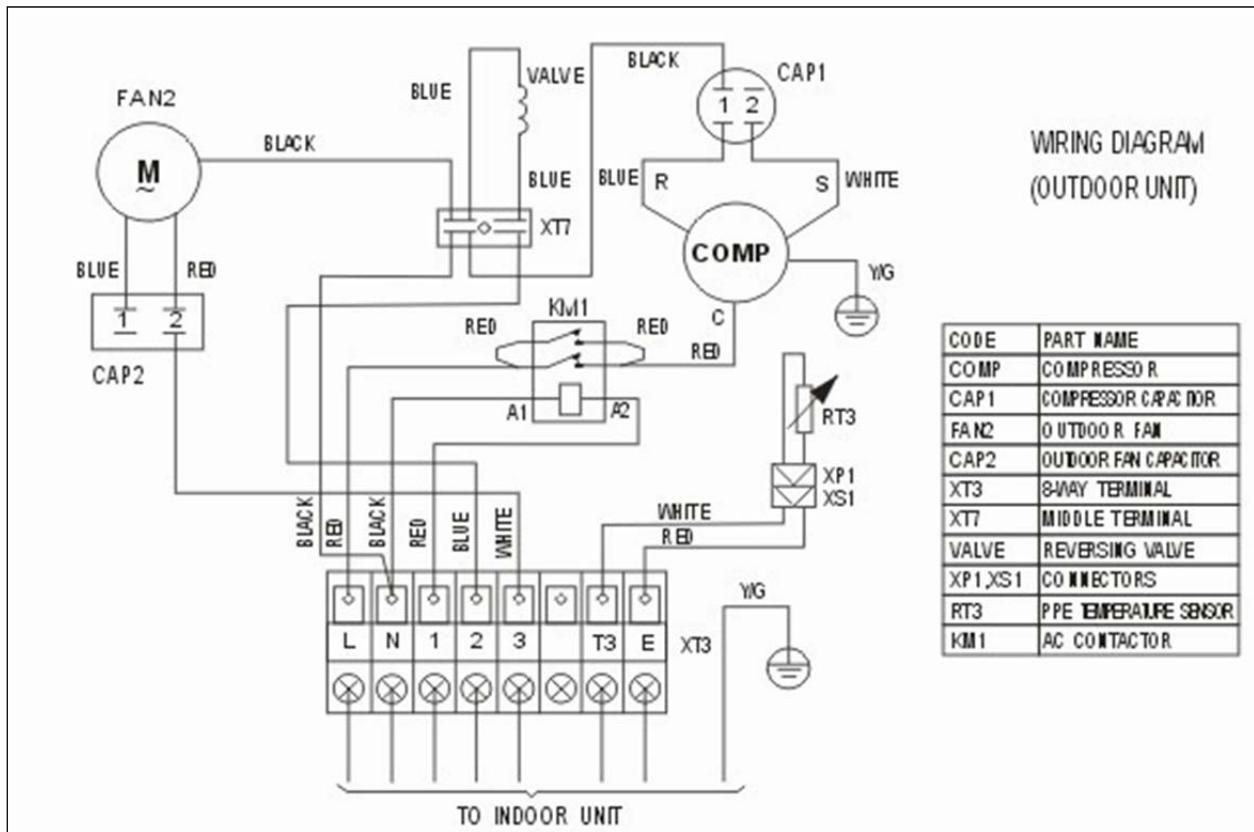 WIRING DIAGRAM
(OUTDOOR UNIT)
FAN2
M
~
BLACK
BLUE
RED
1 2
CAP2
BLUE
VALVE
BLUE
XT7
BLACK
CAP1
1 2
BLUE
R
S
WHITE
COMP
Y/G
C
KM1
RED
RED
RED
A1
A2
RT3
XP1
XS1
WHITE
RED
BLACK
RED
BLACK
RED
BLUE
WHITE
Y/G
L N 1 2 3 T3 E
XT3
TO INDOOR UNIT
CODE PART NAME
COMP COMPRESSOR
CAP1 COMPRESSOR CAPACITOR
FAN2 OUTDOOR FAN
CAP2 OUTDOOR FAN CAPACITOR
XT3 8-WAY TERMINAL
XT7 MIDDLE TERMINAL
VALVE REVERSING VALVE
XP1,XS1 CONNECTORS
RT3 PPE TEMPERATURE SENSOR
KM1 AC CONTACTOR